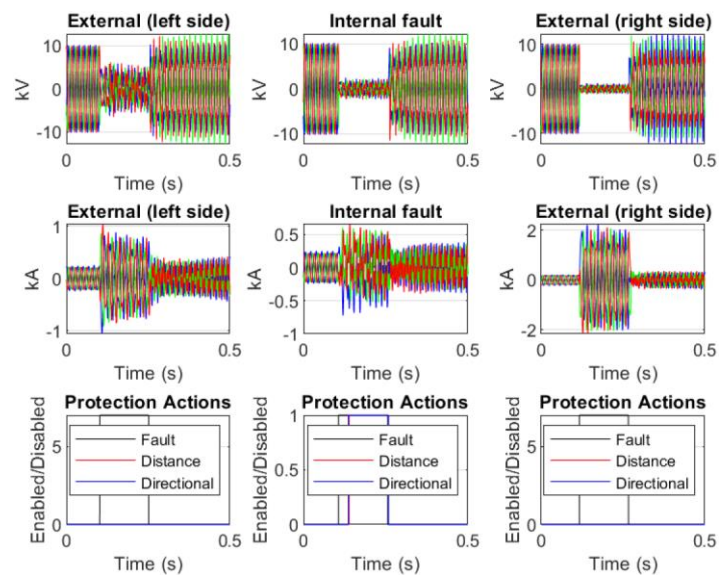 External (left side)
Internal fault
External (right side)
kV
10
0
-10
0
0.5
Time (s)
kV
10
0
-10
0
0.5
Time (s)
kV
10
0
-10
0
0.5
Time (s)
External (left side)
Internal fault
External (right side)
kA
1
0
-1
0
0.5
Time (s)
kA
0.5
0
-0.5
-1
0
0.5
Time (s)
kA
2
0
-2
0
0.5
Time (s)
Protection Actions
Protection Actions
Protection Actions
Enabled/Disabled
5
0
Fault
Distance
Directional
0
0.5
Time (s)
Enabled/Disabled
1
0.5
0
Fault
Distance
Directional
0
0.5
Time (s)
Enabled/Disabled
5
0
Fault
Distance
Directional
0
0.5
Time (s)